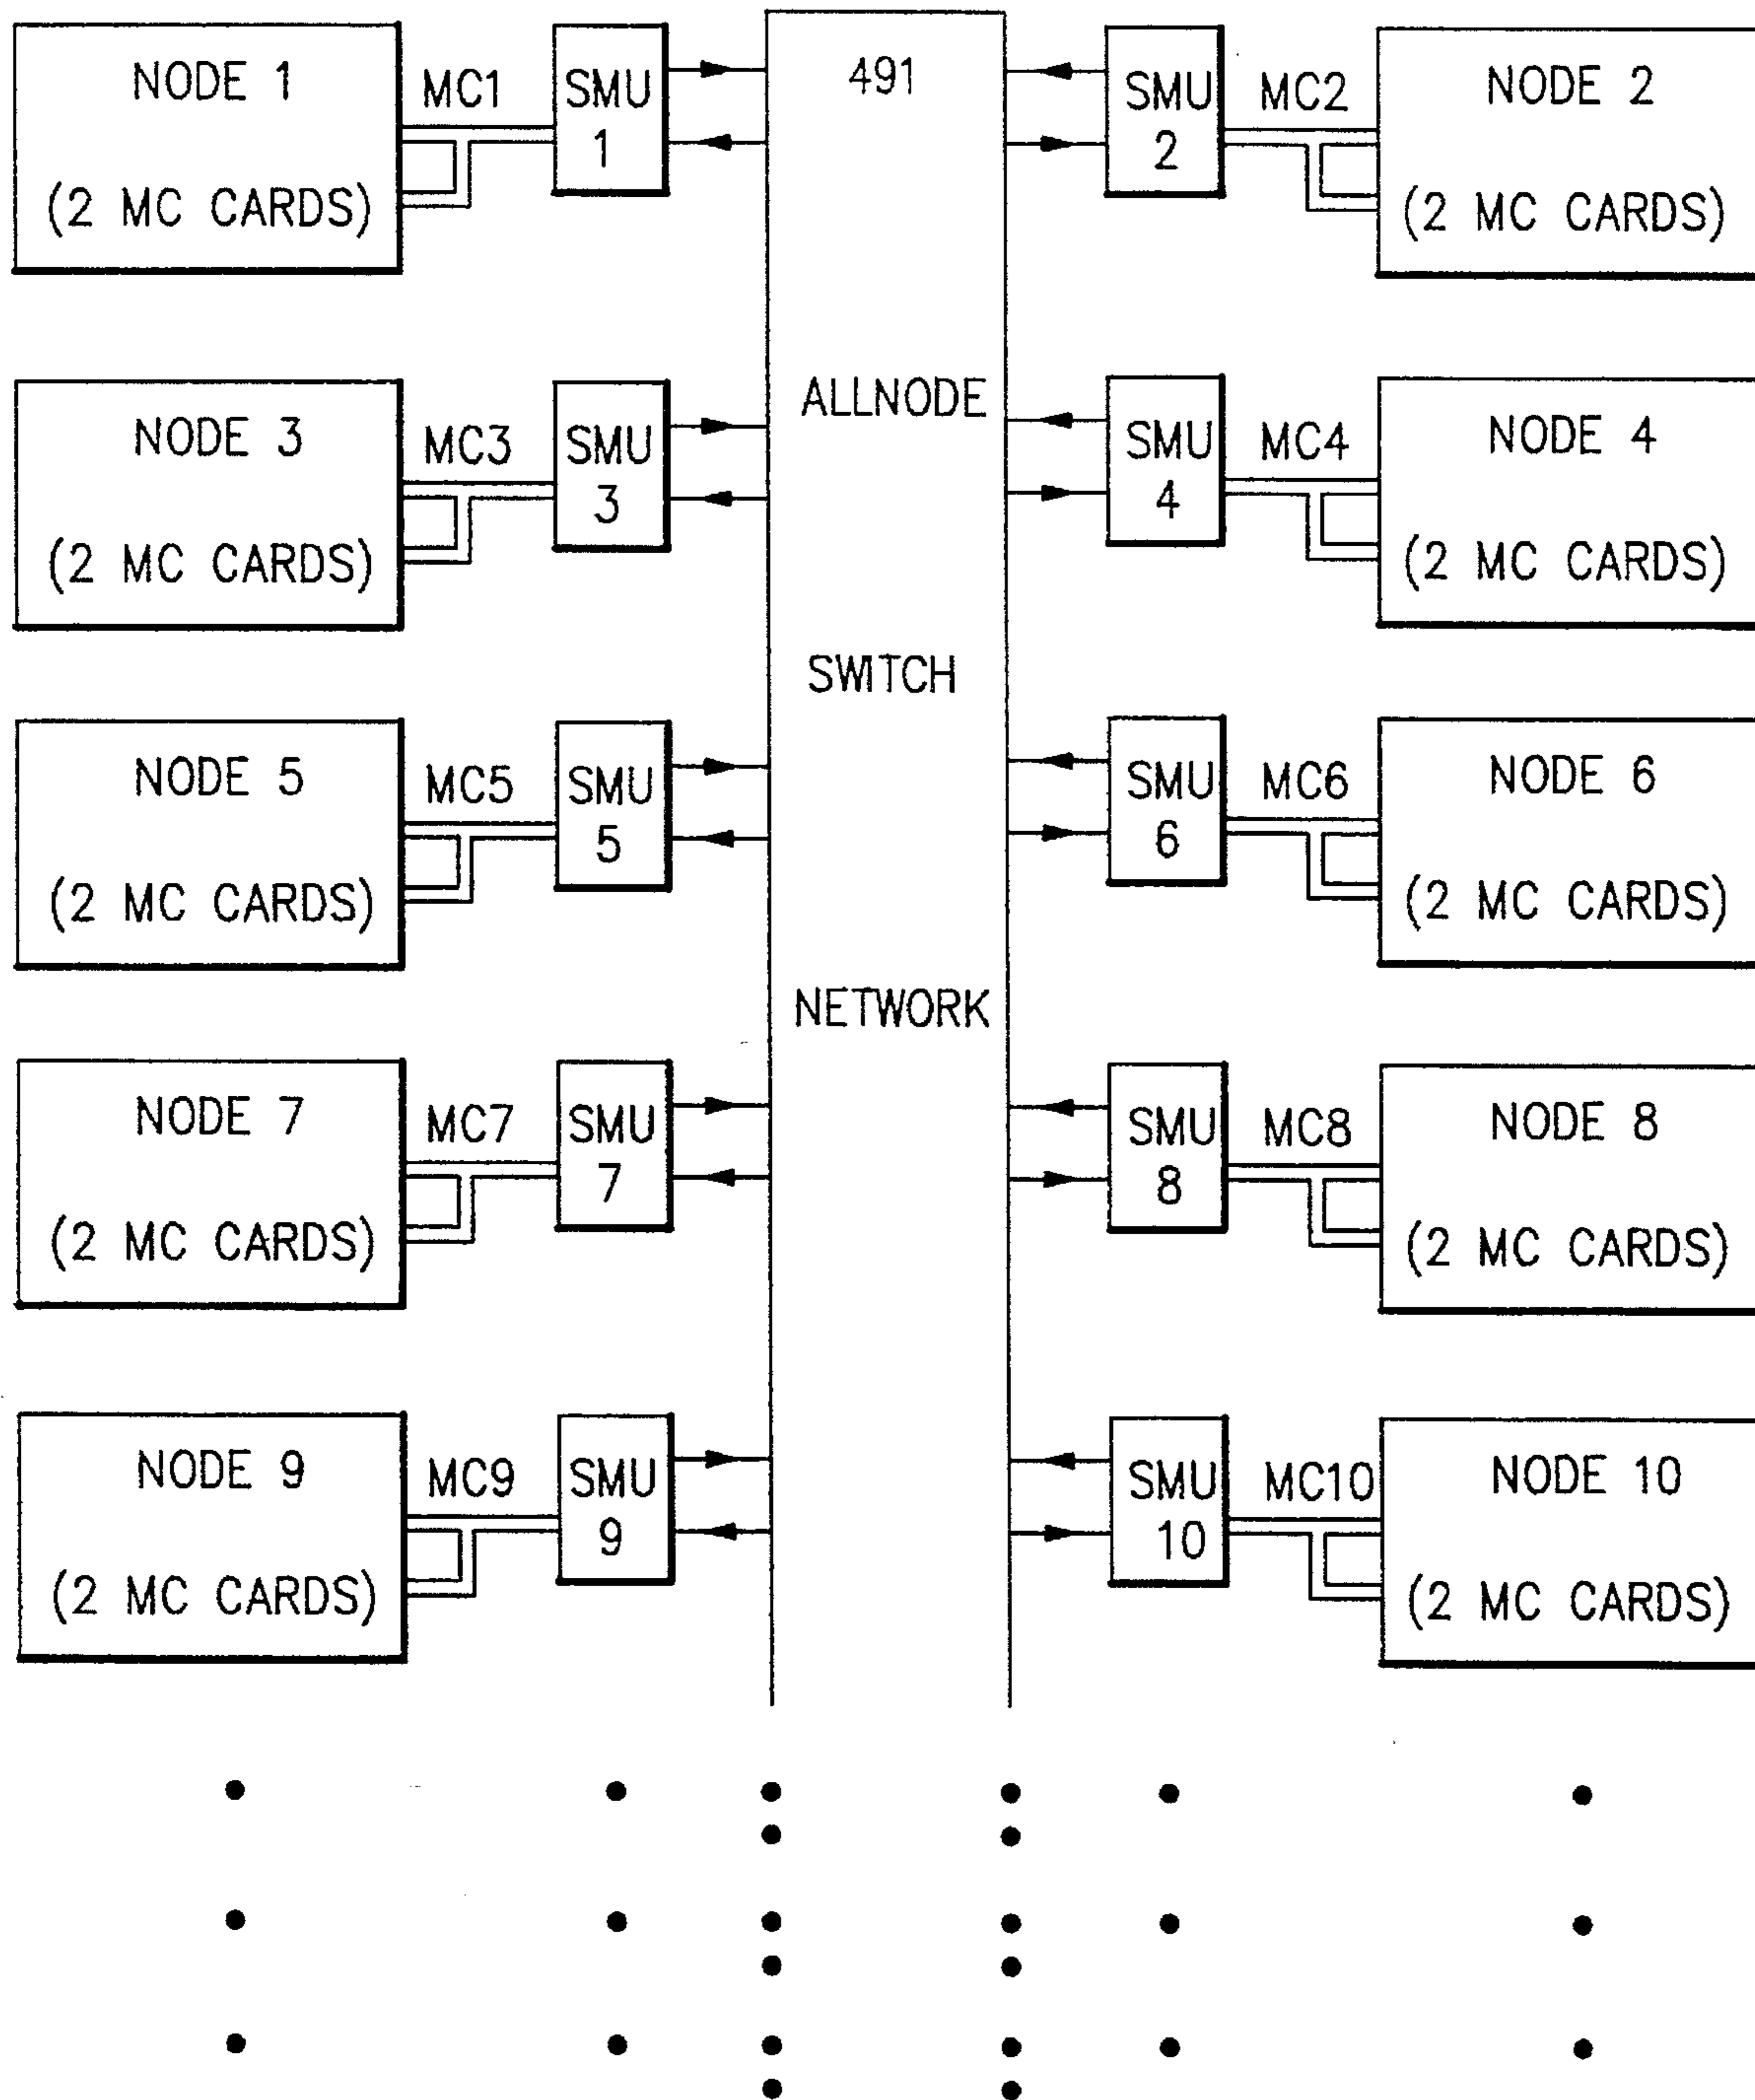 NODE 1
(2 MC CARDS)
MC1
SMU
1
491
SMU
2
MC2
NODE 2
(2 MC CARDS)
NODE 3
(2 MC CARDS)
MC3
SMU
3
ALLNODE
SMU
4
MC4
NODE 4
(2 MC CARDS)
SWITCH
NODE 5
(2 MC CARDS)
MC5
SMU
5
SMU
6
MC6
NODE 6
(2 MC CARDS)
NETWORK
NODE 7
(2 MC CARDS)
MC7
SMU
7
SMU
8
MC8
NODE 8
(2 MC CARDS)
NODE 9
(2 MC CARDS)
MC9
SMU
9
SMU
10
MC10
NODE 10
(2 MC CARDS)